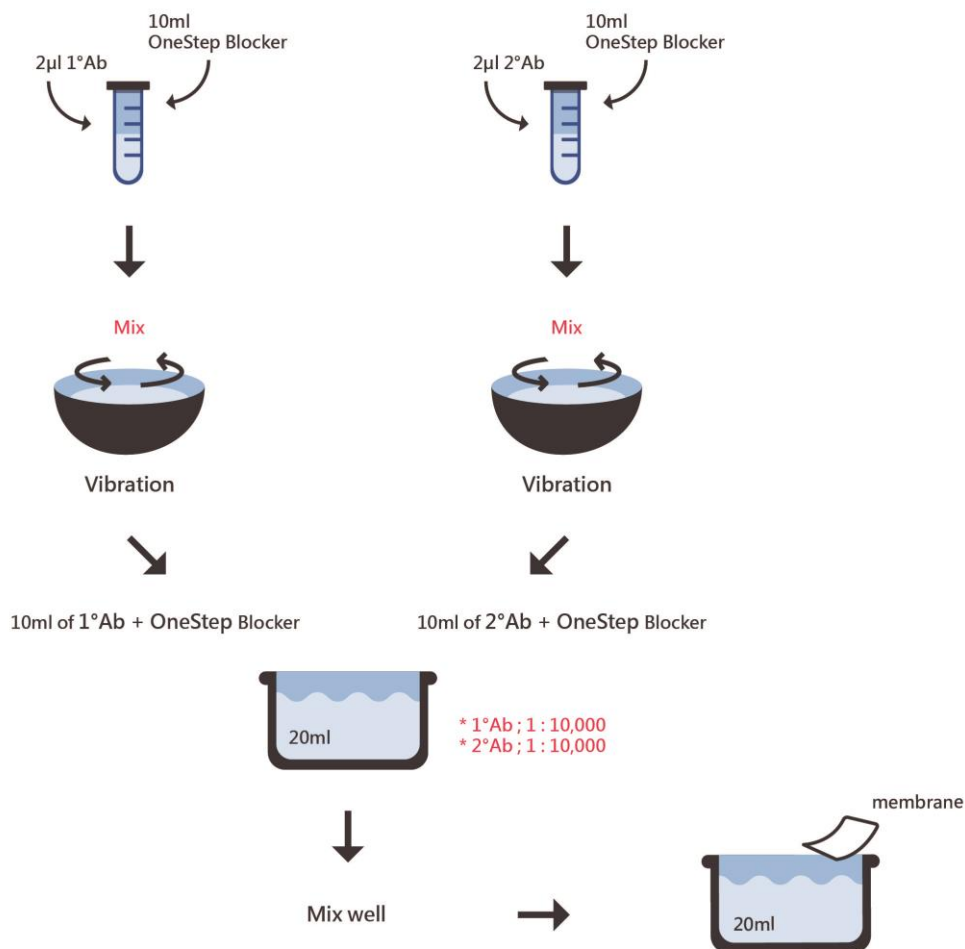 10ml
OneStep Blocker
2µl 1°Ab
10ml
OneStep Blocker
2µl 2°Ab
Mix
Mix
Vibration
Vibration
10ml of 1°Ab + OneStep Blocker
10ml of 2°Ab + OneStep Blocker
20ml
* 1°Ab ; 1 : 10,000
* 2°Ab ; 1 : 10,000
membrane
Mix well
20ml